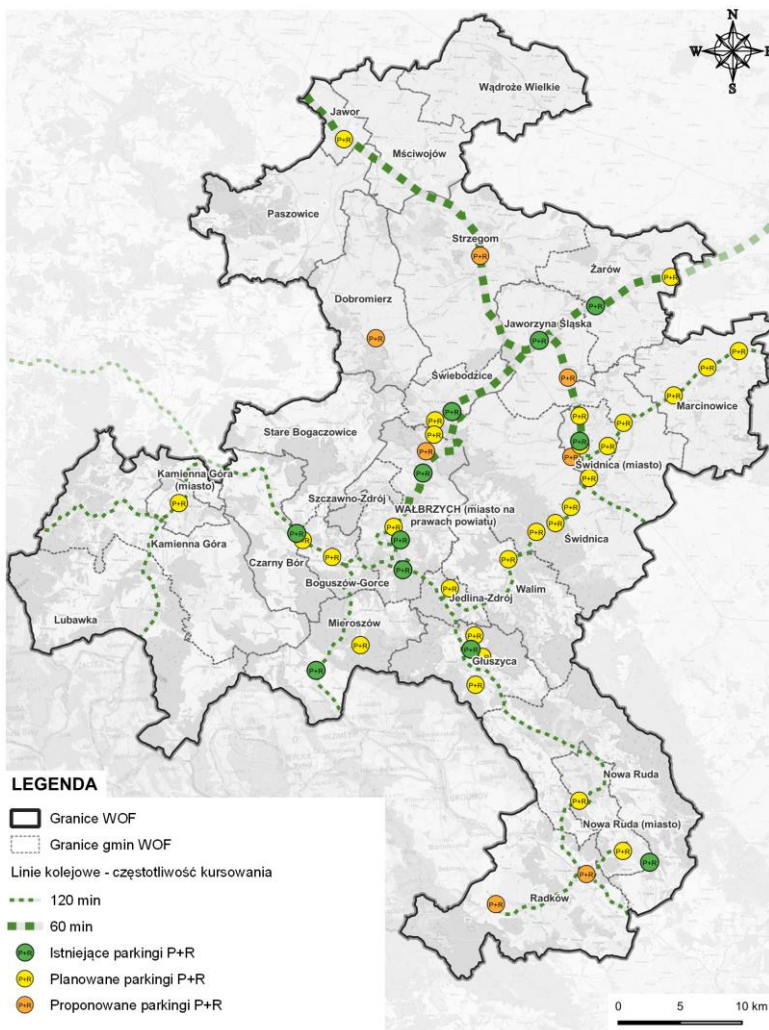 N
W
E
S
Wądroże Wielkie
Jawor
P+R
Mściwojów
Paszowice
Strzegom
P+R
Żarów
P+R
P+R
Dobromierz
P+R
Jaworzyna Śląska
P+R
P+R
P+R
Świebodzice
P+R
P+R
P+R
Marcinowice
P+R
P+R
P+R
P+R
P+R
Stare Bogaczowice
P+R
P+R
P+R
P+R
Świdnica (miasto)
Kamienna Góra
(miasto)
P+R
P+R
Szczawno-Zdrój
P+R
WAŁBRZYCH (miasto na
prawach powiatu)
P+R
P+R
P+R
P+R
P+R
P+R
Świdnica
Kamienna Góra
Czarny Bór
P+R
P+R
Boguszów-Gorce
P+R
P+R
Walim
Jedlina-Zdrój
Lubawka
Mieroszów
P+R
P+R
P+R
P+R
Głuszyca
P+R
P+R
LEGENDA
Granice WOF
Granice gmin WOF
Linie kolejowe - częstotliwość kursowania
120 min
60 min
P+R Istniejące parkingi P+R
P+R Planowane parkingi P+R
P+R Proponowane parkingi P+R
Nowa Ruda
P+R
Nowa Ruda (miasto)
P+R
P+R
P+R
Radków
P+R
0 5 10 km